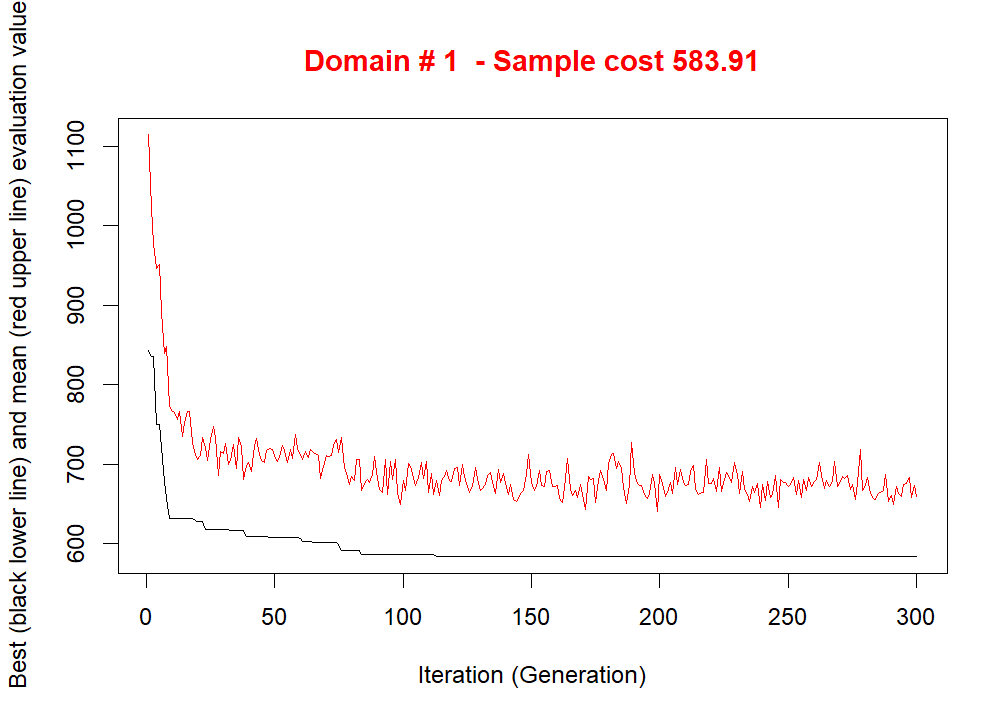 Domain # 1  - Sample cost 583.91
Best (black lower line) and mean (red upper line) evaluation value
1100
1000
900
800
700
600
0 50 100 150 200 250 300
Iteration (Generation)